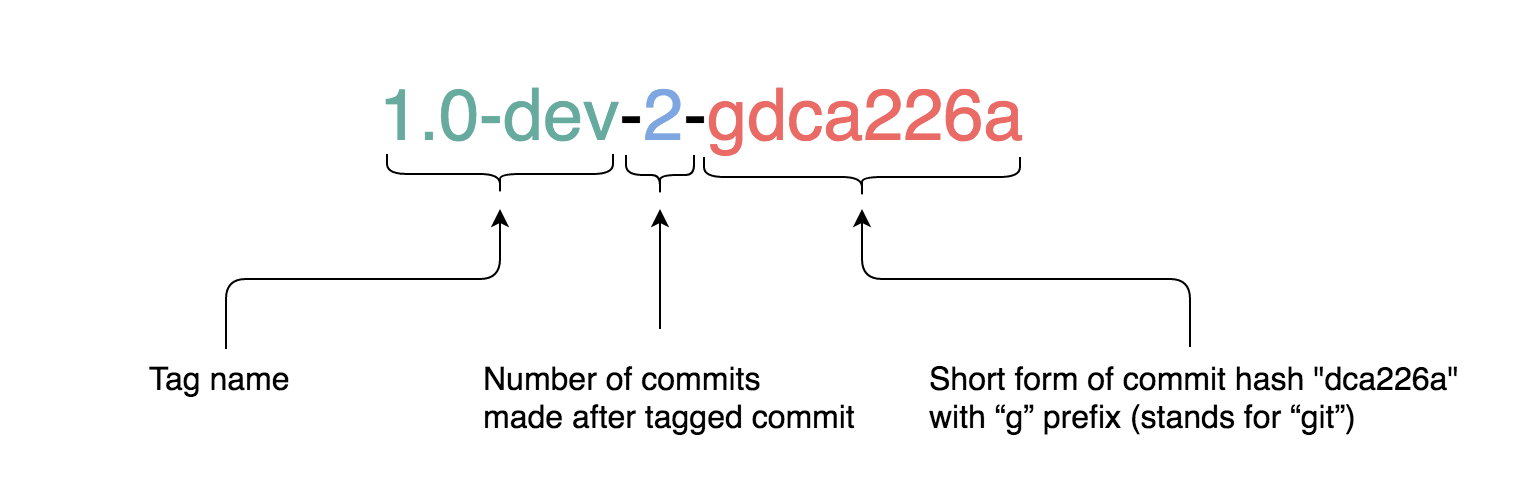 1.0-dev-2-gdca226a
Tag name
Number of commits
made after tagged commit
Short form of commit hash "dca226a"
with “g” prefix (stands for “git”)